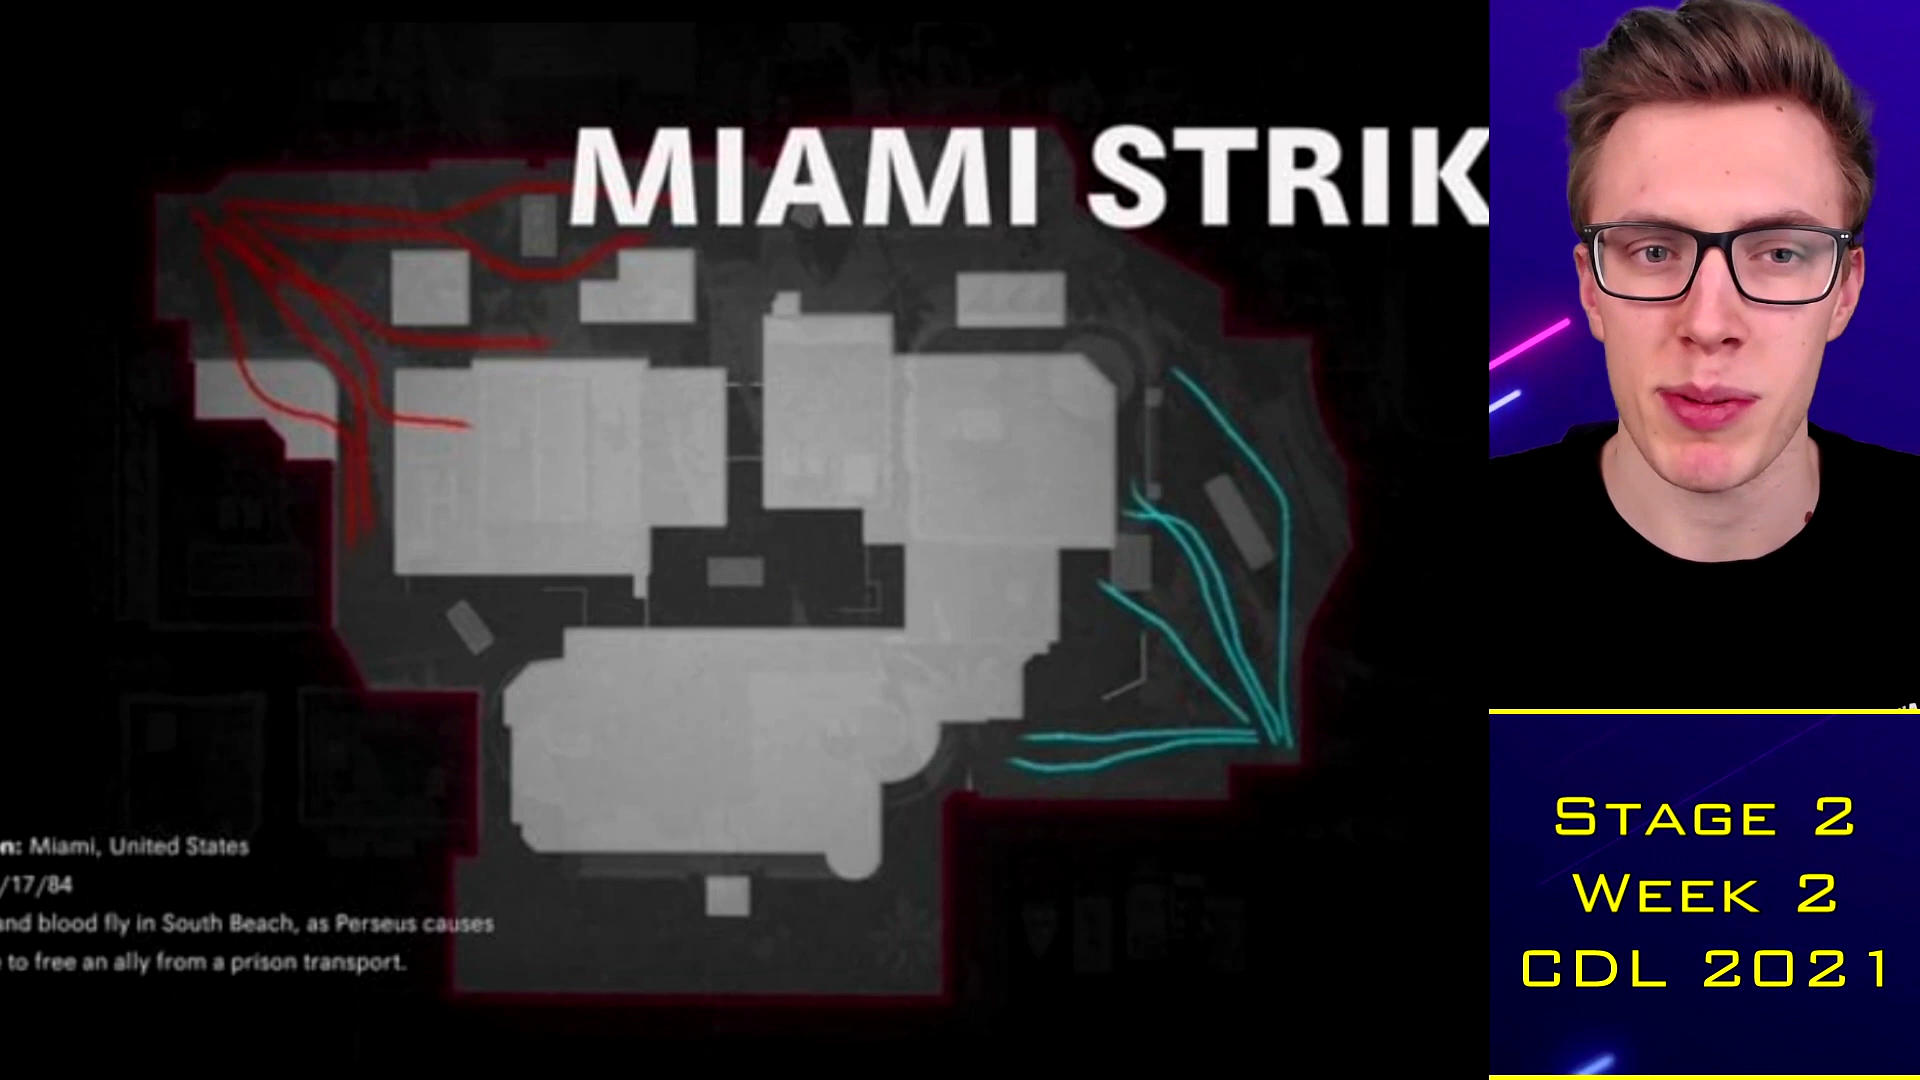 MIAMI STRIK
n: Miami, United States
/17/84
and blood fly in South Beach, as Perseus causes
to free an ally from a prison transport.
STAGE 2
WEEK 2
CDL 2021